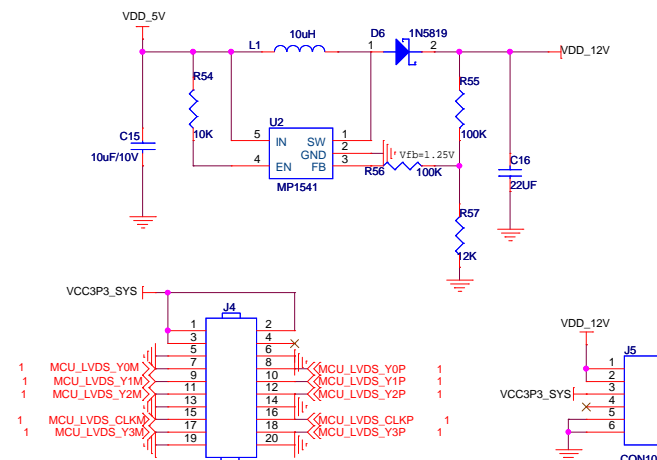 VDD_5V
L1 10uH D6 1N5819
1 2
VDD_12V
R54
10K
C15
10uF/10V
U2
5 IN SW 1
GND 2
4 EN FB 3
MP1541
Vfb=1.25V
R56 100K
R55
100K
C16
22UF
R57
12K
VCC3P3_SYS
J4
1 2
3 4
5 6
1 MCU_LVDS_Y0M 7 8 MCU_LVDS_Y0P 1
1 MCU_LVDS_Y1M 9 10 MCU_LVDS_Y1P 1
1 MCU_LVDS_Y2M 11 12 MCU_LVDS_Y2P 1
13 14
1 MCU_LVDS_CLKM 15 16 MCU_LVDS_CLKP 1
1 MCU_LVDS_Y3M 17 18 MCU_LVDS_Y3P 1
19 20
VDD_12V
J5
1
2
VCC3P3_SYS 3
4
5
6
CON10